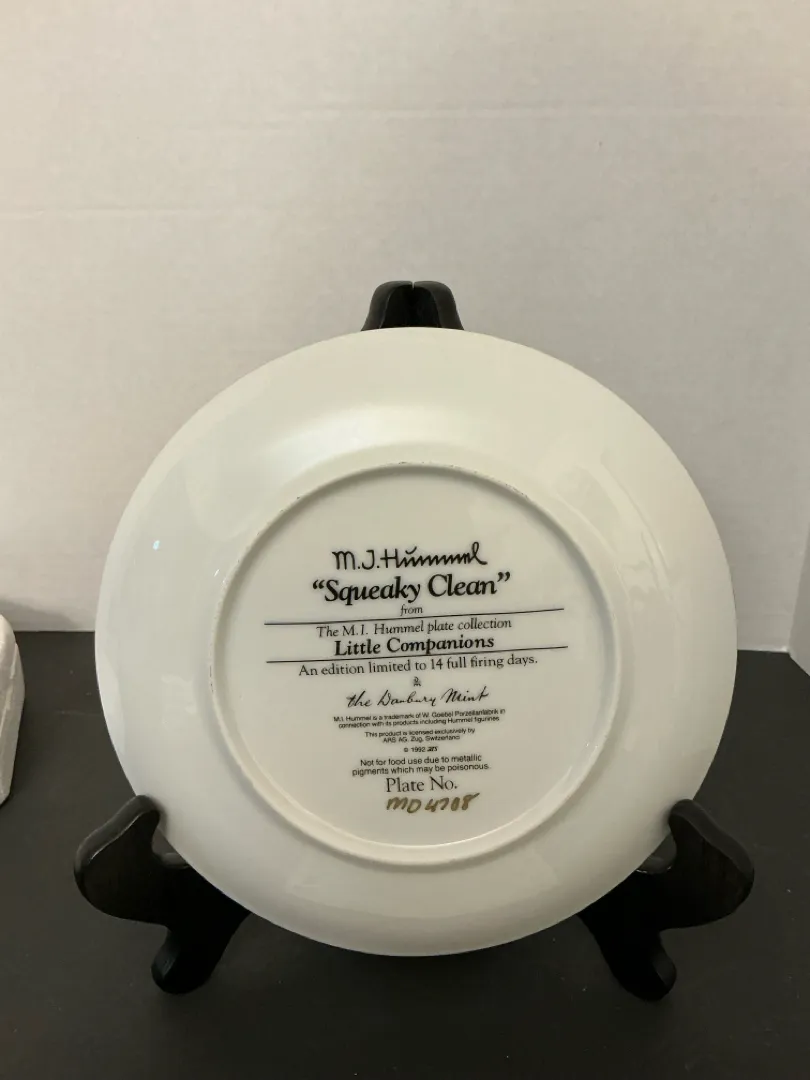 M.J. Hummel
“Squeaky Clean”
from
The M.I. Hummel plate collection
Little Companions
An edition limited to 14 full firing days.
the Danbury Mint
M.I. Hummel is a trademark of W. Goebel Porzellanfabrik in
connection with its products including Hummel figurines
This product is licensed exclusively by
ARS AG, Zug, Switzerland
© 1992
Not for food use due to metallic
pigments which may be poisonous.
Plate No.
MD4708